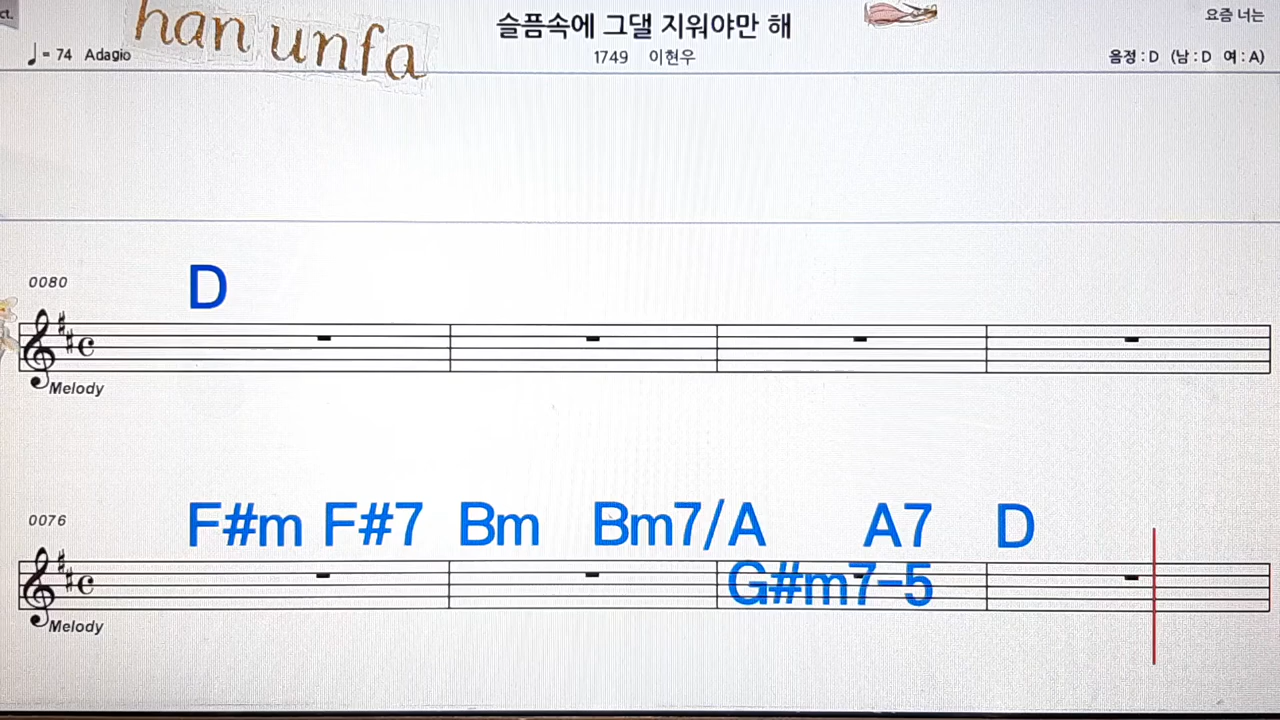 ct.
han unfa
슬픔속에 그댈 지워야만 해
요즘 너는
♩= 74 Adagio
1749 이현우
음정 : D (남 : D 여 : A)
0080
D
Melody
0076
F#m F#7 Bm Bm7/A A7 D
G#m7-5
Melody